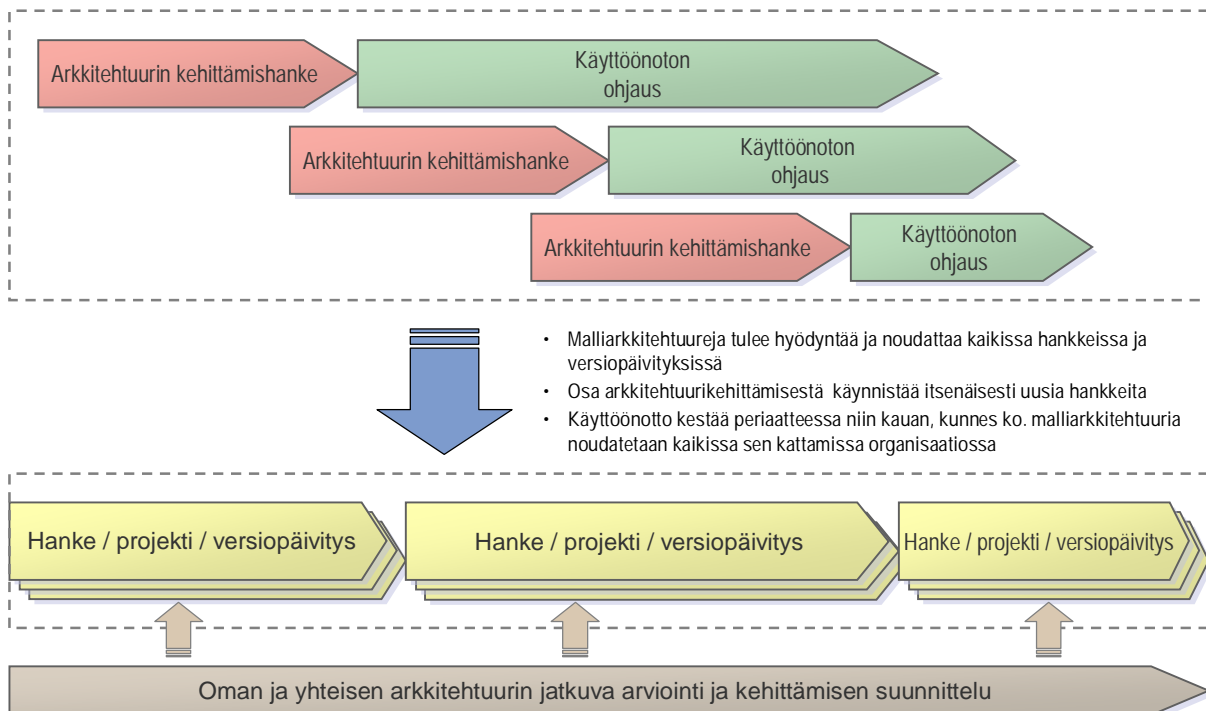 Arkkitehtuurin kehittämishanke
Käyttöönoton
ohjaus
Arkkitehtuurin kehittämishanke
Käyttöönoton
ohjaus
Arkkitehtuurin kehittämishanke
Käyttöönoton
ohjaus
• Malliarkkitehtuureja tulee hyödyntää ja noudattaa kaikissa hankkeissa ja
versiopäivityksissä
• Osa arkkitehtuurikehittämisestä käynnistää itsenäisesti uusia hankkeita
• Käyttöönotto kestää periaatteessa niin kauan, kunnes ko. malliarkkitehtuuria
noudatetaan kaikissa sen kattamissa organisaatiossa
Hanke / projekti / versiopäivitys
Hanke / projekti / versiopäivitys
Hanke / projekti / versiopäivitys
Oman ja yhteisen arkkitehtuurin jatkuva arviointi ja kehittämisen suunnittelu